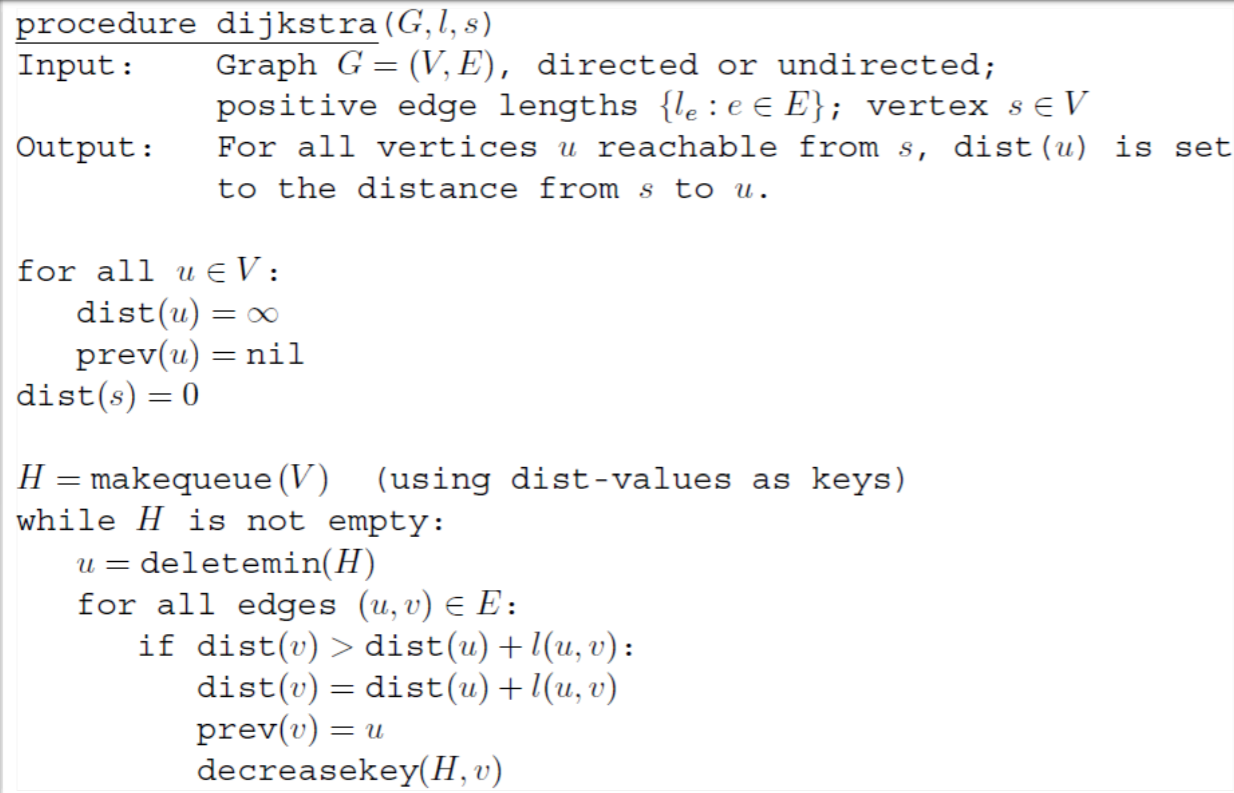 procedure dijkstra(G, l, s)
Input: Graph G = (V, E), directed or undirected;
positive edge lengths {lₑ : e ∈ E}; vertex s ∈ V
Output: For all vertices u reachable from s, dist(u) is set
to the distance from s to u.
for all u ∈ V:
dist(u) = ∞
prev(u) = nil
dist(s) = 0
H = makequeue(V) (using dist-values as keys)
while H is not empty:
u = deletemin(H)
for all edges (u, v) ∈ E:
if dist(v) > dist(u) + l(u, v):
dist(v) = dist(u) + l(u, v)
prev(v) = u
decreasekey(H, v)